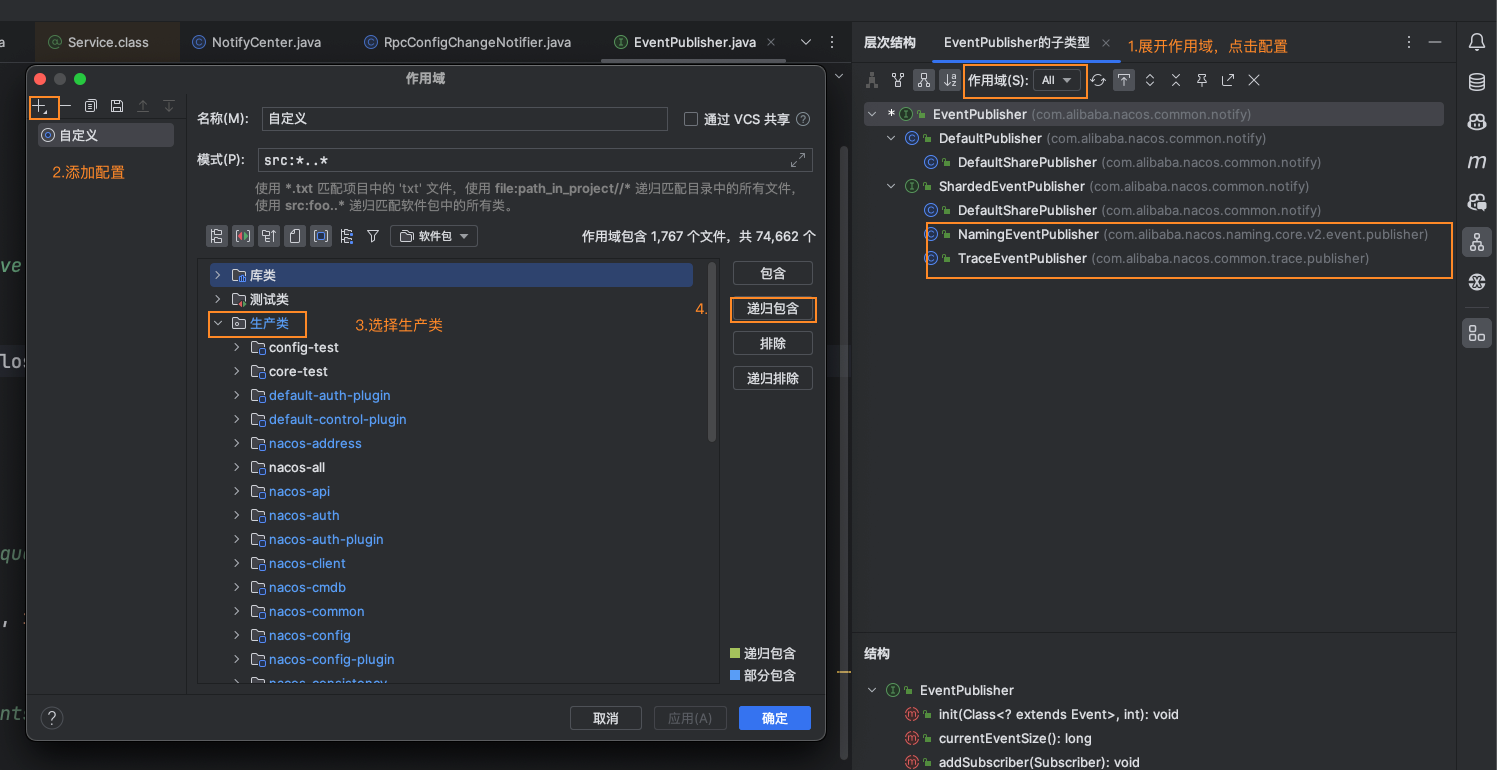 a
Service.class
NotifyCenter.java
RpcConfigChangeNotifier.java
EventPublisher.java
层次结构
EventPublisher的子类型
1.展开作用域，点击配置
作用域
作用域(S):
All
自定义
2.添加配置
名称(M):
自定义
通过 VCS 共享
模式(P):
src:*..*
使用 *.txt 匹配项目中的 'txt' 文件，使用 file:path_in_project//* 递归匹配目录中的所有文件，
使用 src:foo..* 递归匹配软件包中的所有类。
软件包
作用域包含 1,767 个文件，共 74,662 个
库类
测试类
生产类
3.选择生产类
config-test
core-test
default-auth-plugin
default-control-plugin
nacos-address
nacos-all
nacos-api
nacos-auth
nacos-auth-plugin
nacos-client
nacos-cmdb
nacos-common
nacos-config
nacos-config-plugin
nacos-consistency
包含
4.
递归包含
排除
递归排除
递归包含
部分包含
?
取消
应用(A)
确定
* EventPublisher (com.alibaba.nacos.common.notify)
DefaultPublisher (com.alibaba.nacos.common.notify)
DefaultSharePublisher (com.alibaba.nacos.common.notify)
ShardedEventPublisher (com.alibaba.nacos.common.notify)
DefaultSharePublisher (com.alibaba.nacos.common.notify)
NamingEventPublisher (com.alibaba.nacos.naming.core.v2.event.publisher)
TraceEventPublisher (com.alibaba.nacos.common.trace.publisher)
结构
EventPublisher
init(Class<? extends Event>, int): void
currentEventSize(): long
addSubscriber(Subscriber): void